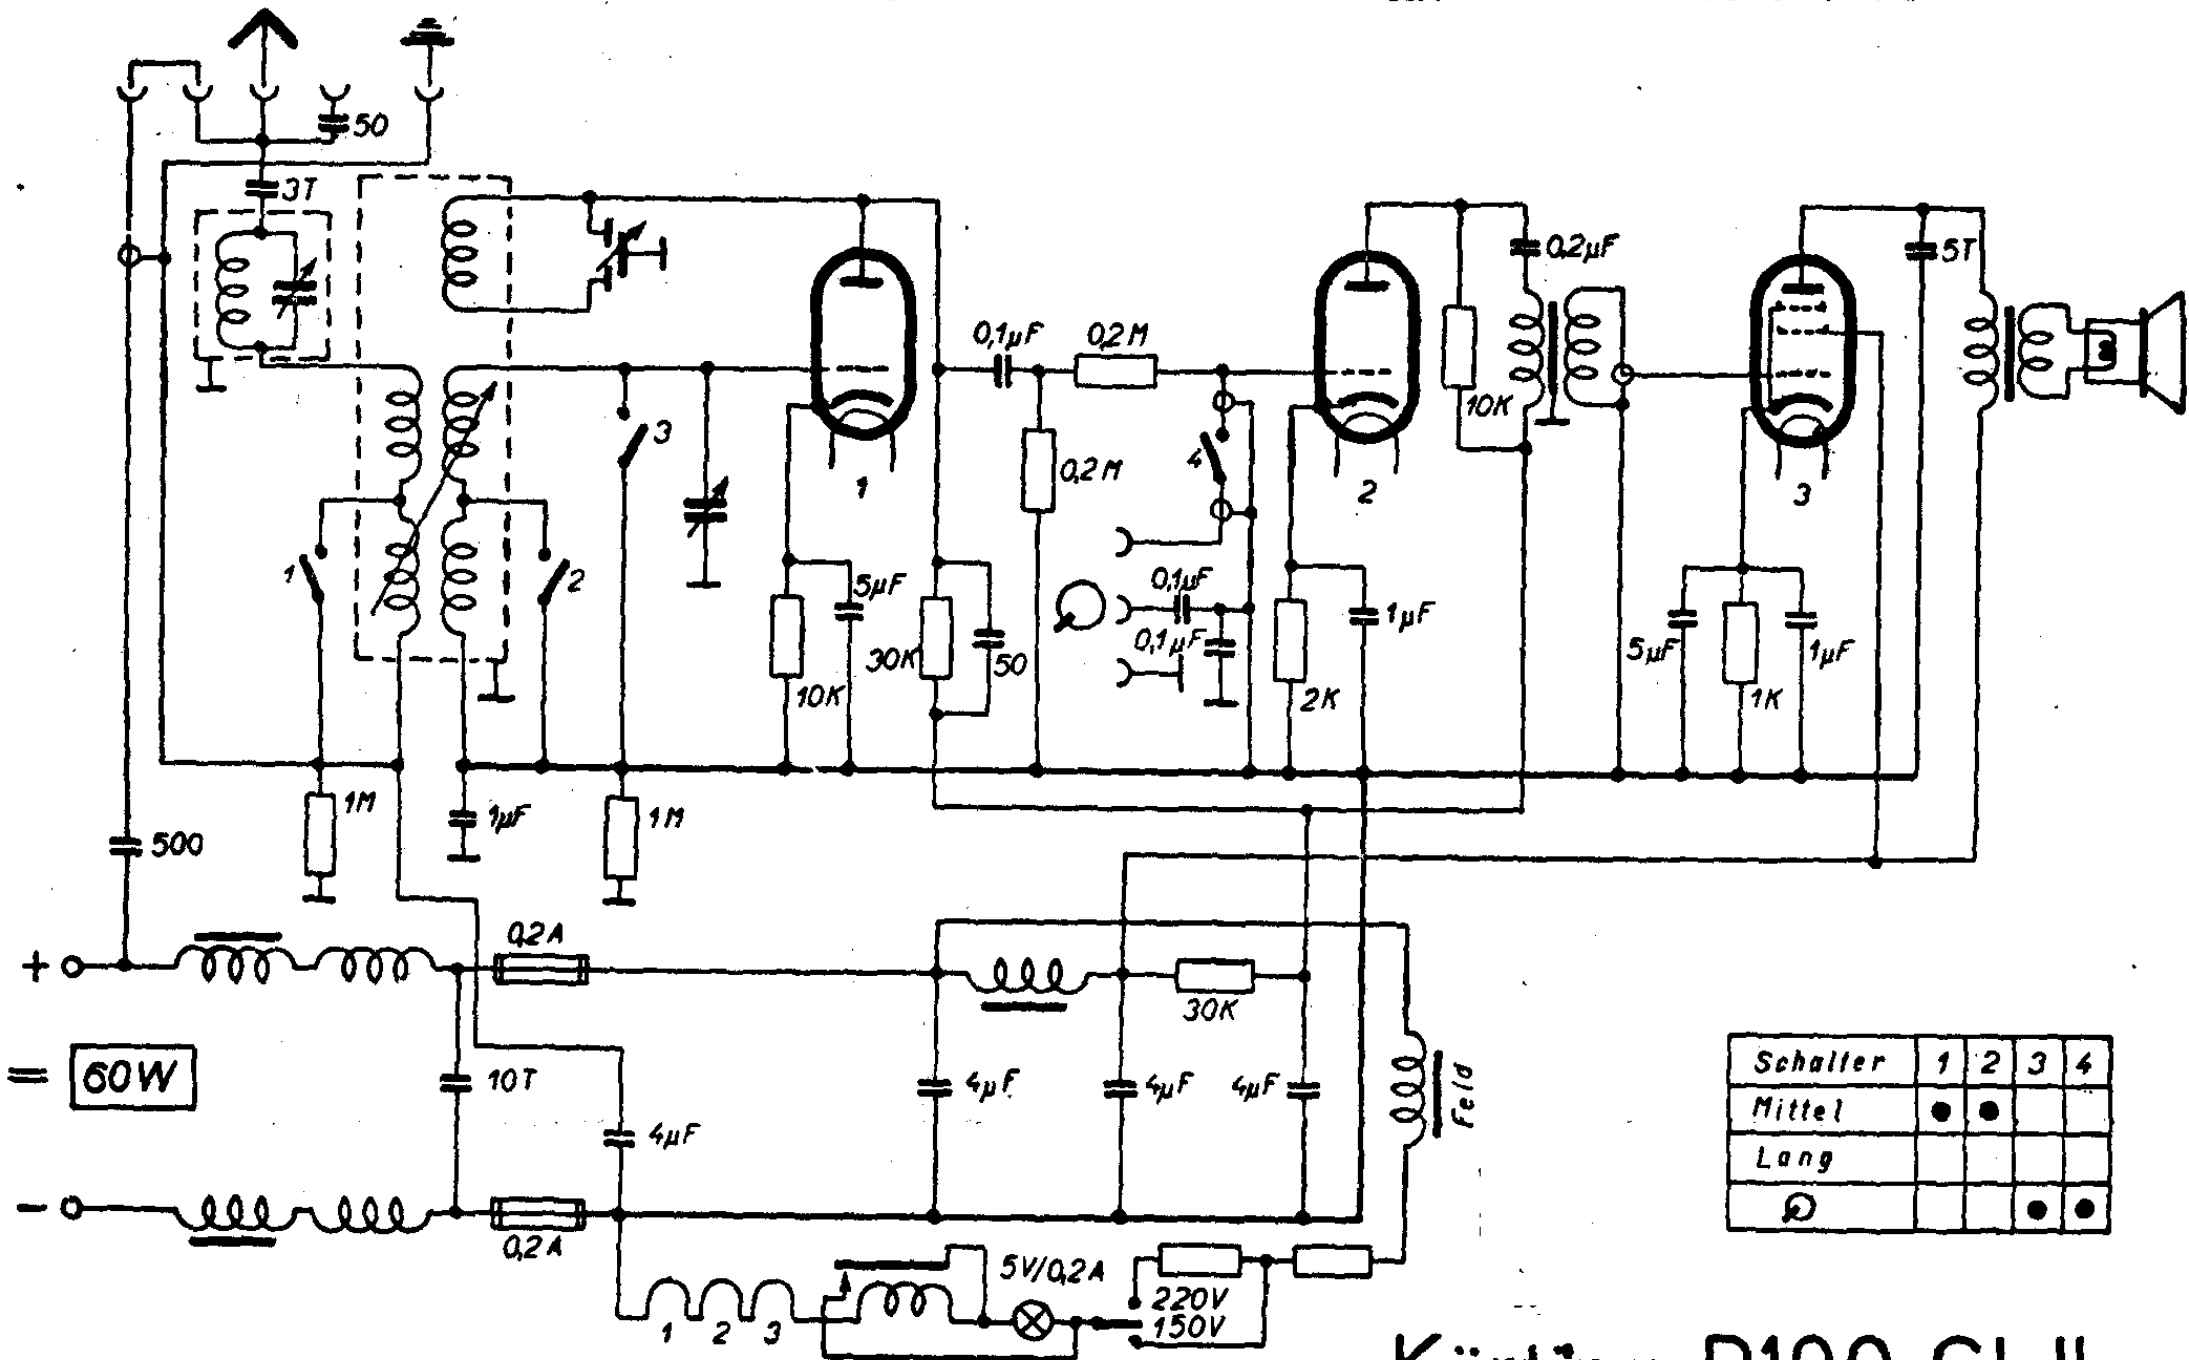 50
3T
0,2µF
5T
0,1µF
0,2M
10K
3
0,2M
4
1
2
3
1
2
0,1µF
5µF
0,1µF
1µF
30K
50
5µF
1µF
10K
2K
1K
1M
1µF
1M
500
0,2A
+
30K
= 60W
10T
4µF
4µF
4µF
4µF
Feld
Schalter 1 2 3 4
Mittel ● ●
Lang
● ●
-
0,2A
5V/0,2A
220V
150V
1 2 3